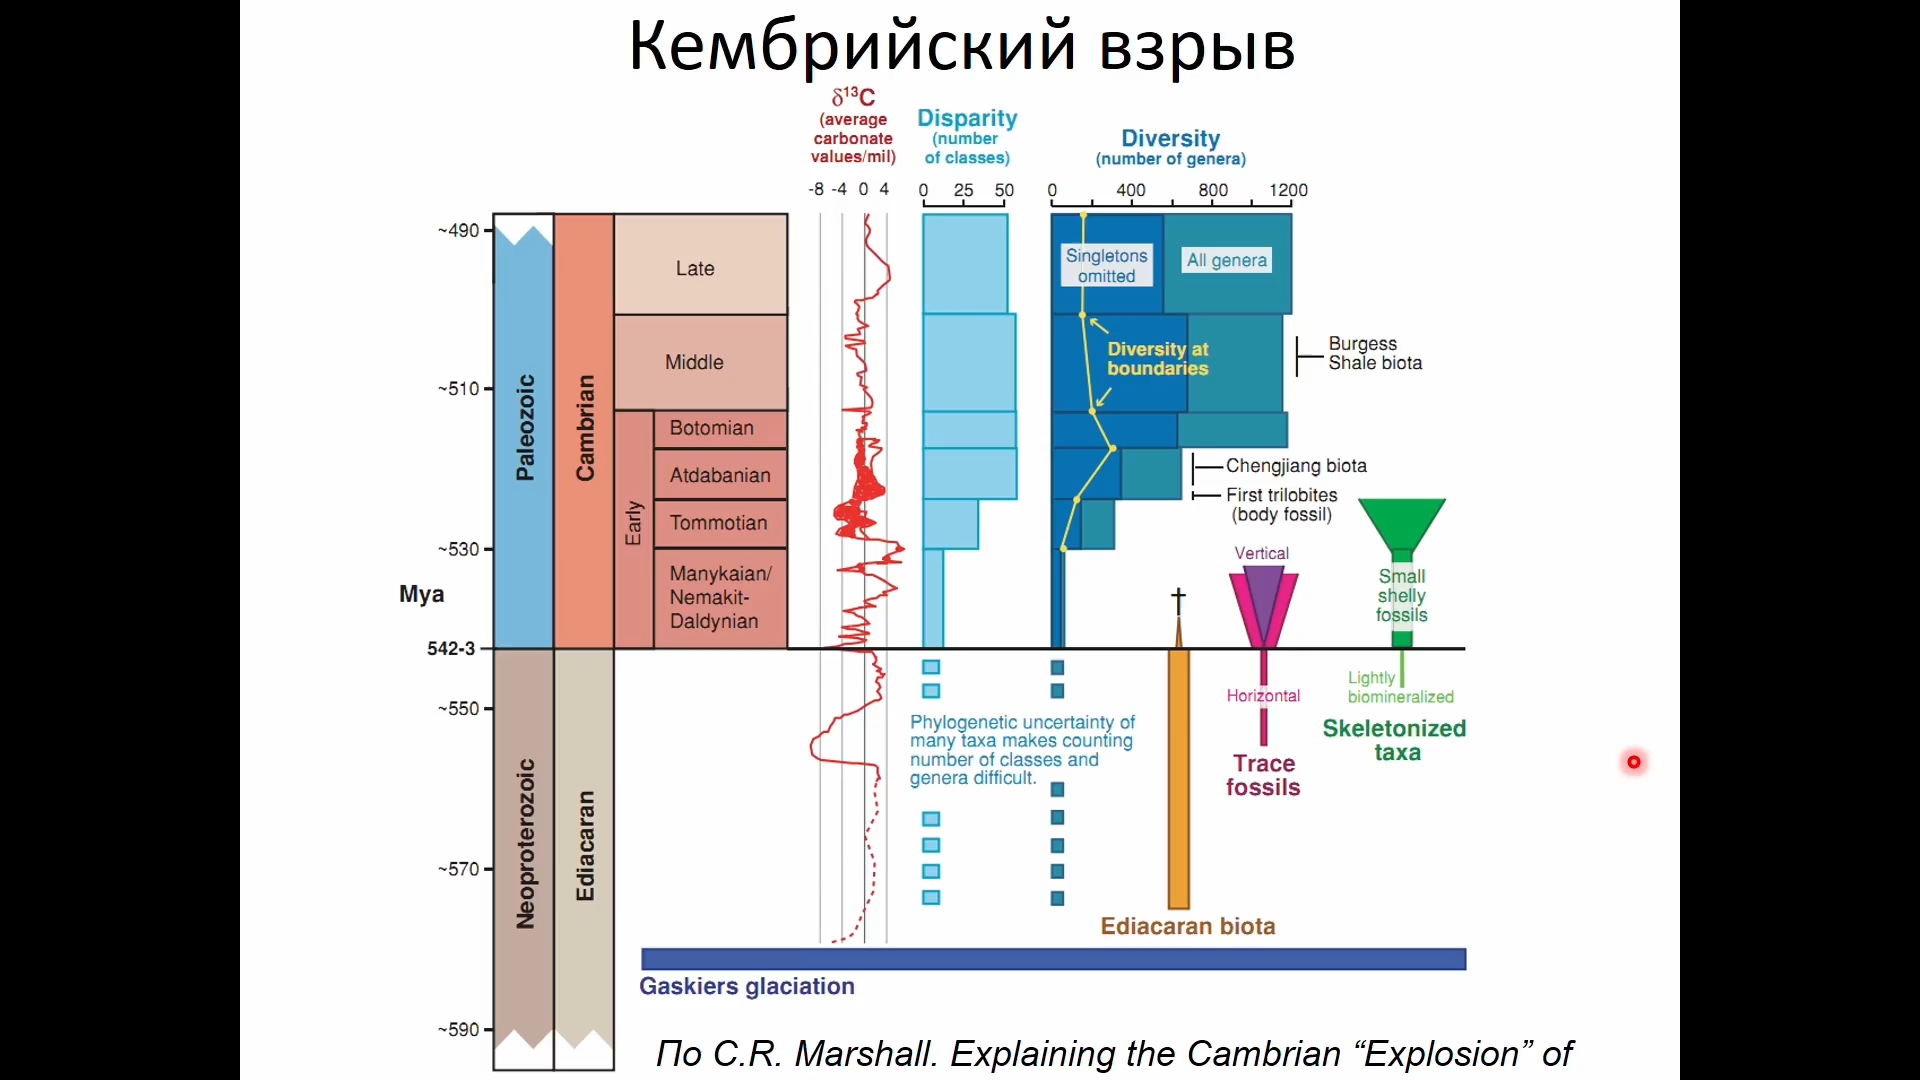 Кембрийский взрыв
δ¹³C
(average
carbonate
values/mil)
-8 -4 0 4
Disparity
(number
of classes)
0 25 50
Diversity
(number of genera)
0 400 800 1200
~490
~510
~530
Mya
542-3
~550
~570
~590
Paleozoic
Cambrian
Neoproterozoic
Ediacaran
Late
Middle
Early
Botomian
Atdabanian
Tommotian
Manykaian/
Nemakit-
Daldynian
Singletons
omitted
All genera
Diversity at
boundaries
Burgess
Shale biota
Chengjiang biota
First trilobites
(body fossil)
Vertical
Small
shelly
fossils
†
Horizontal
Lightly
biomineralized
Skeletonized
taxa
Trace
fossils
Phylogenetic uncertainty of
many taxa makes counting
number of classes and
genera difficult.
Ediacaran biota
Gaskiers glaciation
По C.R. Marshall. Explaining the Cambrian “Explosion” of